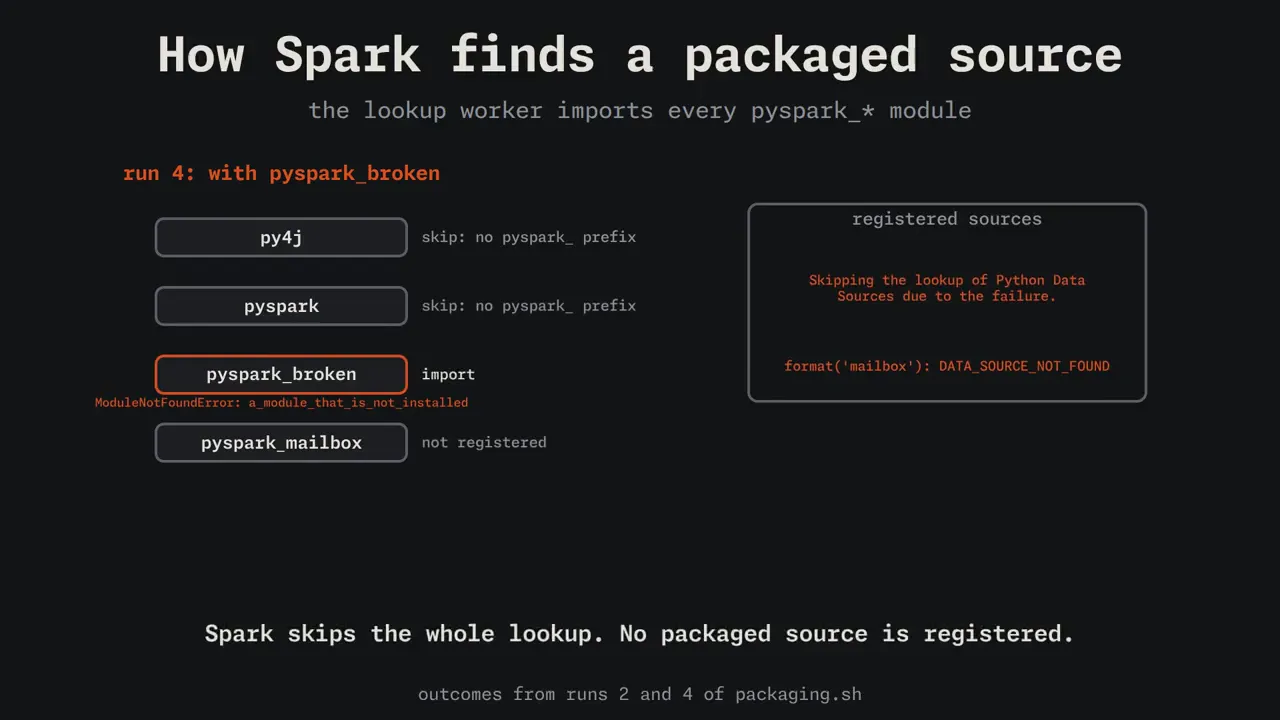 How Spark finds a packaged source
the lookup worker imports every pyspark_* module
run 4: with pyspark_broken
py4j
skip: no pyspark_ prefix
pyspark
skip: no pyspark_ prefix
pyspark_broken
import
ModuleNotFoundError: a_module_that_is_not_installed
pyspark_mailbox
not registered
registered sources
Skipping the lookup of Python Data
Sources due to the failure.
format('mailbox'): DATA_SOURCE_NOT_FOUND
Spark skips the whole lookup. No packaged source is registered.
outcomes from runs 2 and 4 of packaging.sh